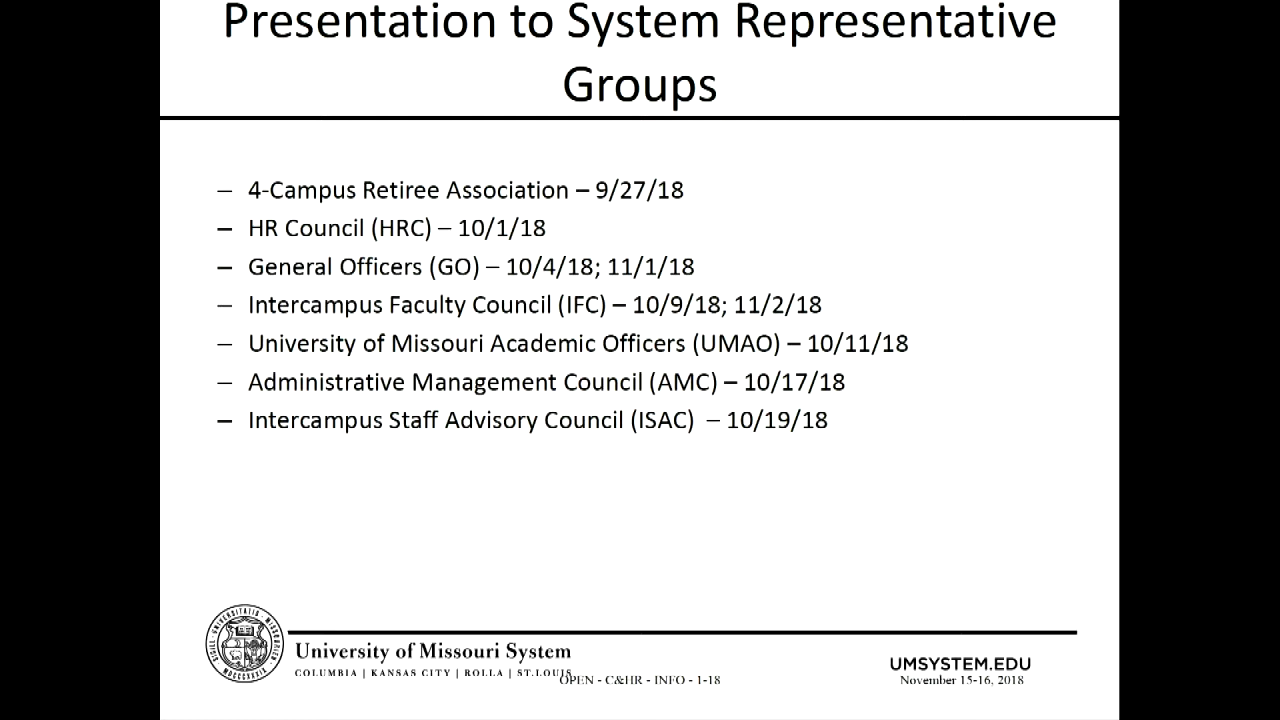 Presentation to System Representative
Groups
– 4-Campus Retiree Association – 9/27/18
– HR Council (HRC) – 10/1/18
– General Officers (GO) – 10/4/18; 11/1/18
– Intercampus Faculty Council (IFC) – 10/9/18; 11/2/18
– University of Missouri Academic Officers (UMAO) – 10/11/18
– Administrative Management Council (AMC) – 10/17/18
– Intercampus Staff Advisory Council (ISAC) – 10/19/18
University of Missouri System
COLUMBIA | KANSAS CITY | ROLLA | ST.LOUIS
OPEN - C&HR - INFO - 1-18
UMSYSTEM.EDU
November 15-16, 2018